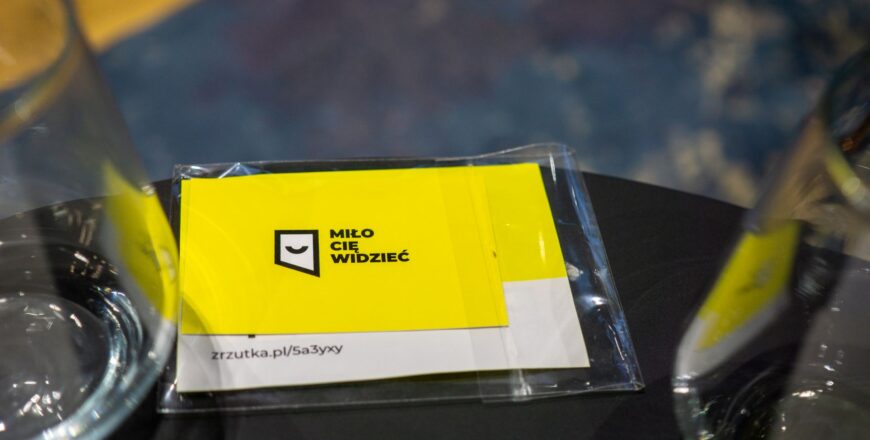 MIŁO
CIĘ
WIDZIEĆ
zrzutka.pl/5a3yxy